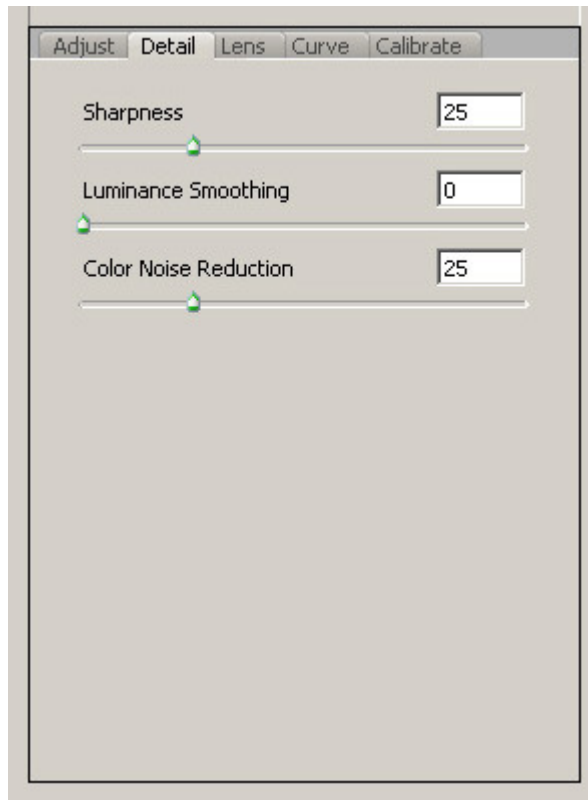 Adjust Detail Lens Curve Calibrate
Sharpness 25
Luminance Smoothing 0
Color Noise Reduction 25